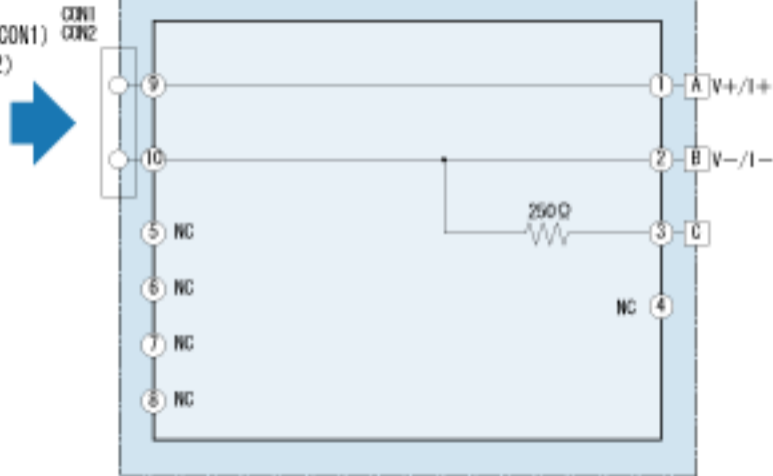 CON1
CON1) CON2
2)
9 1 A V+/I+
10 2 B V−/I−
250Ω
5 NC 3 C
6 NC
NC 4
7 NC
8 NC